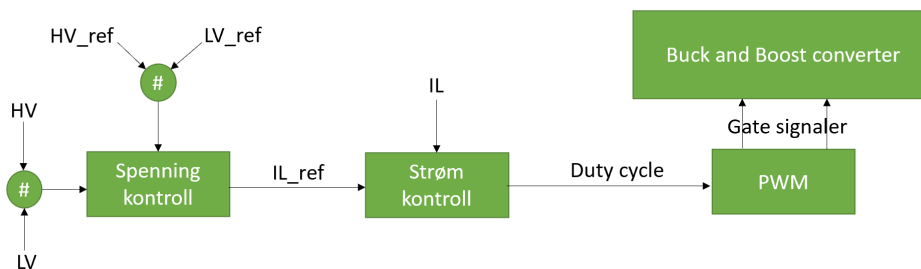 HV_ref
LV_ref
#
Buck and Boost converter
IL
HV
Gate signaler
#
Spenning
kontroll
IL_ref
Strøm
kontroll
Duty cycle
PWM
LV